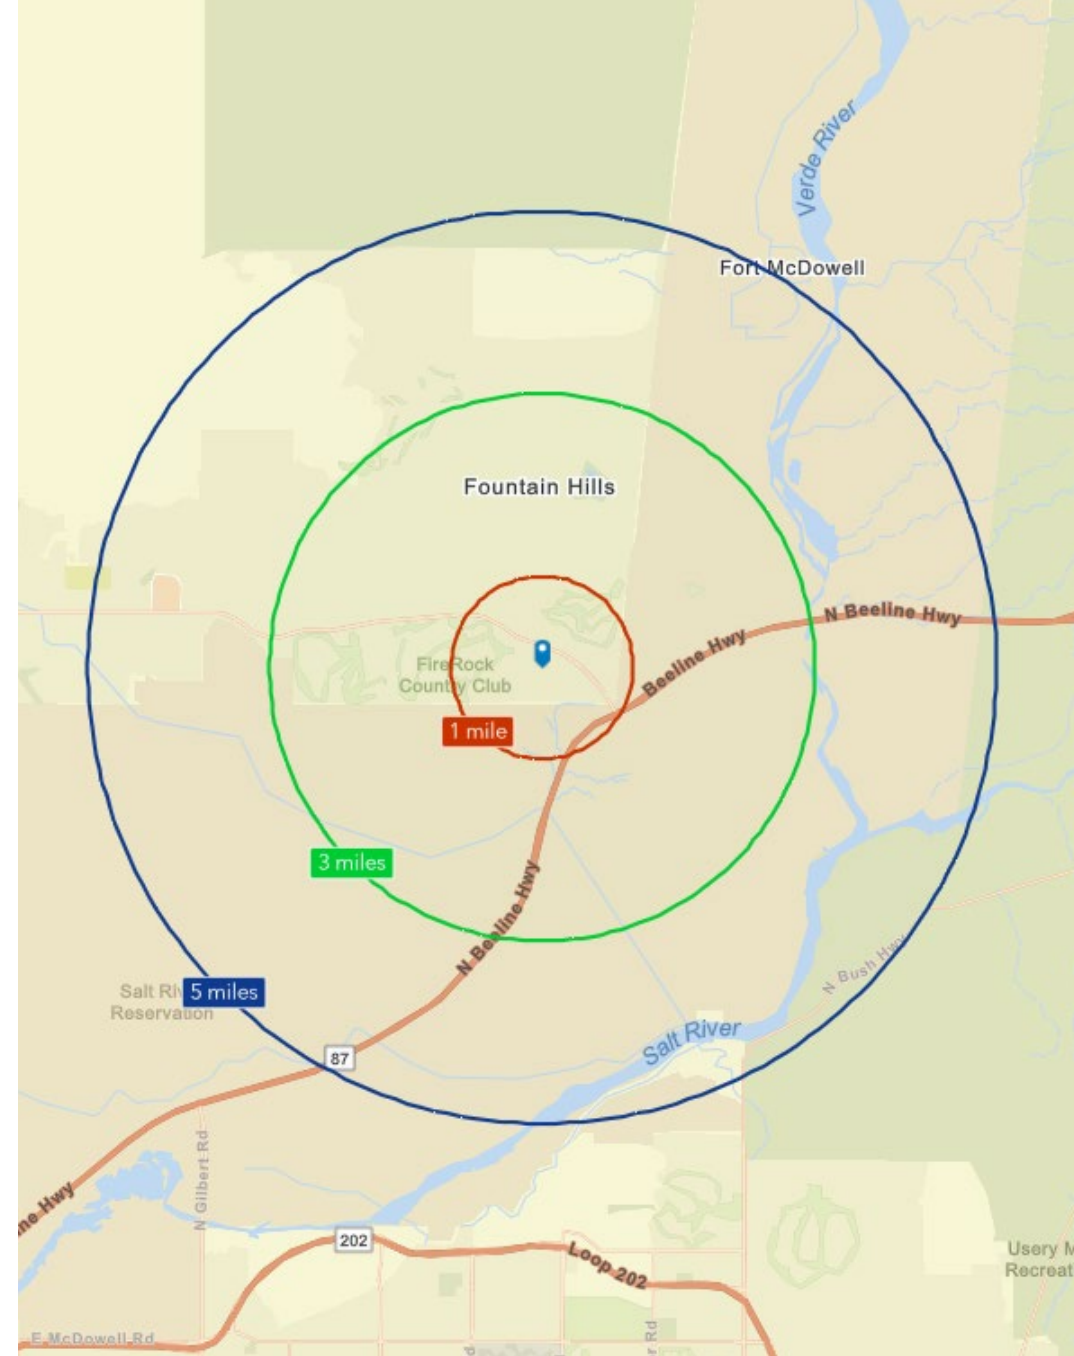 Verde River
Fort McDowell
Fountain Hills
N Beeline Hwy
Beeline Hwy
FireRock
Country Club
1 mile
3 miles
N Beeline Hwy
N Bush Hwy
5 miles
Reservation
Salt River
87
N Gilbert Rd
ne Hwy
202
Loop 202
Usery M
Recreat
E McDowell Rd
Rd